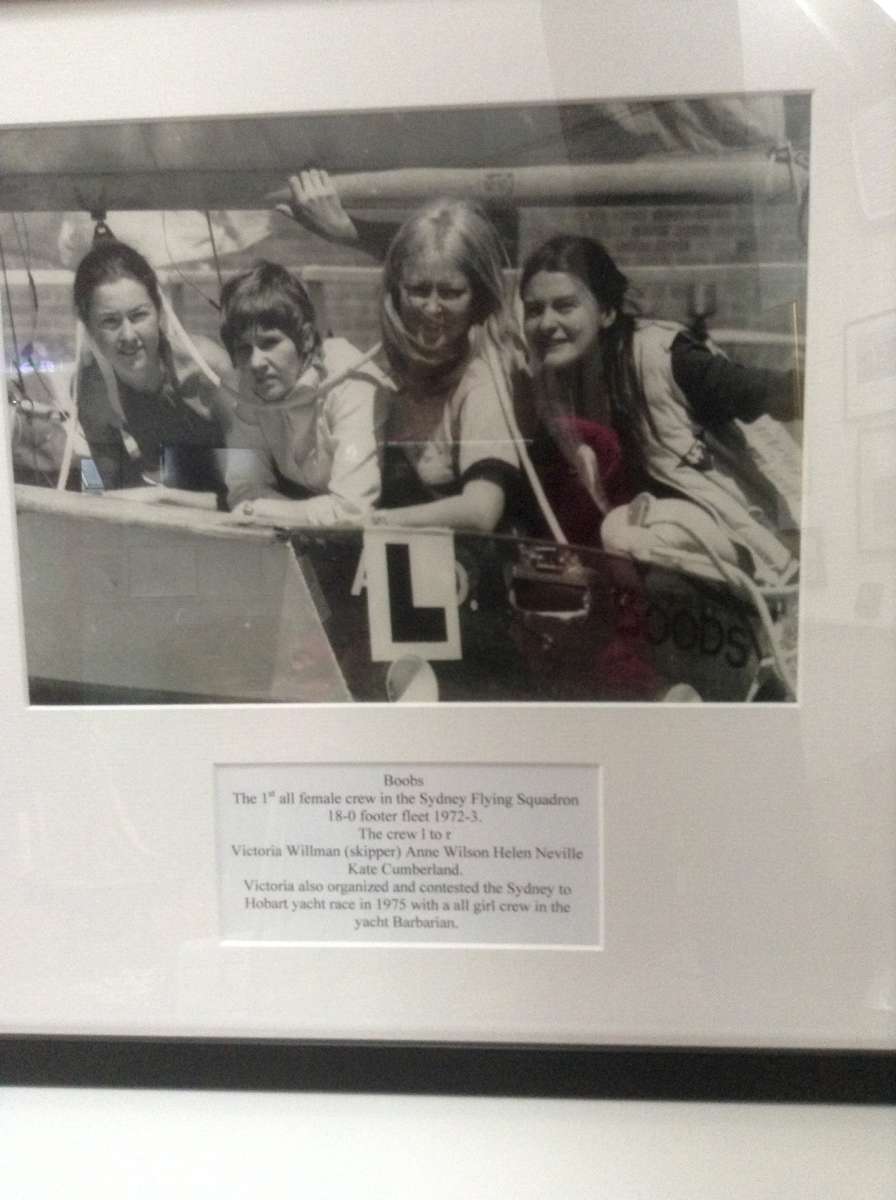 L
BOOBS
Boobs
The 1st all female crew in the Sydney Flying Squadron
18-0 footer fleet 1972-3.
The crew l to r
Victoria Willman (skipper) Anne Wilson Helen Neville
Kate Cumberland.
Victoria also organized and contested the Sydney to
Hobart yacht race in 1975 with a all girl crew in the
yacht Barbarian.